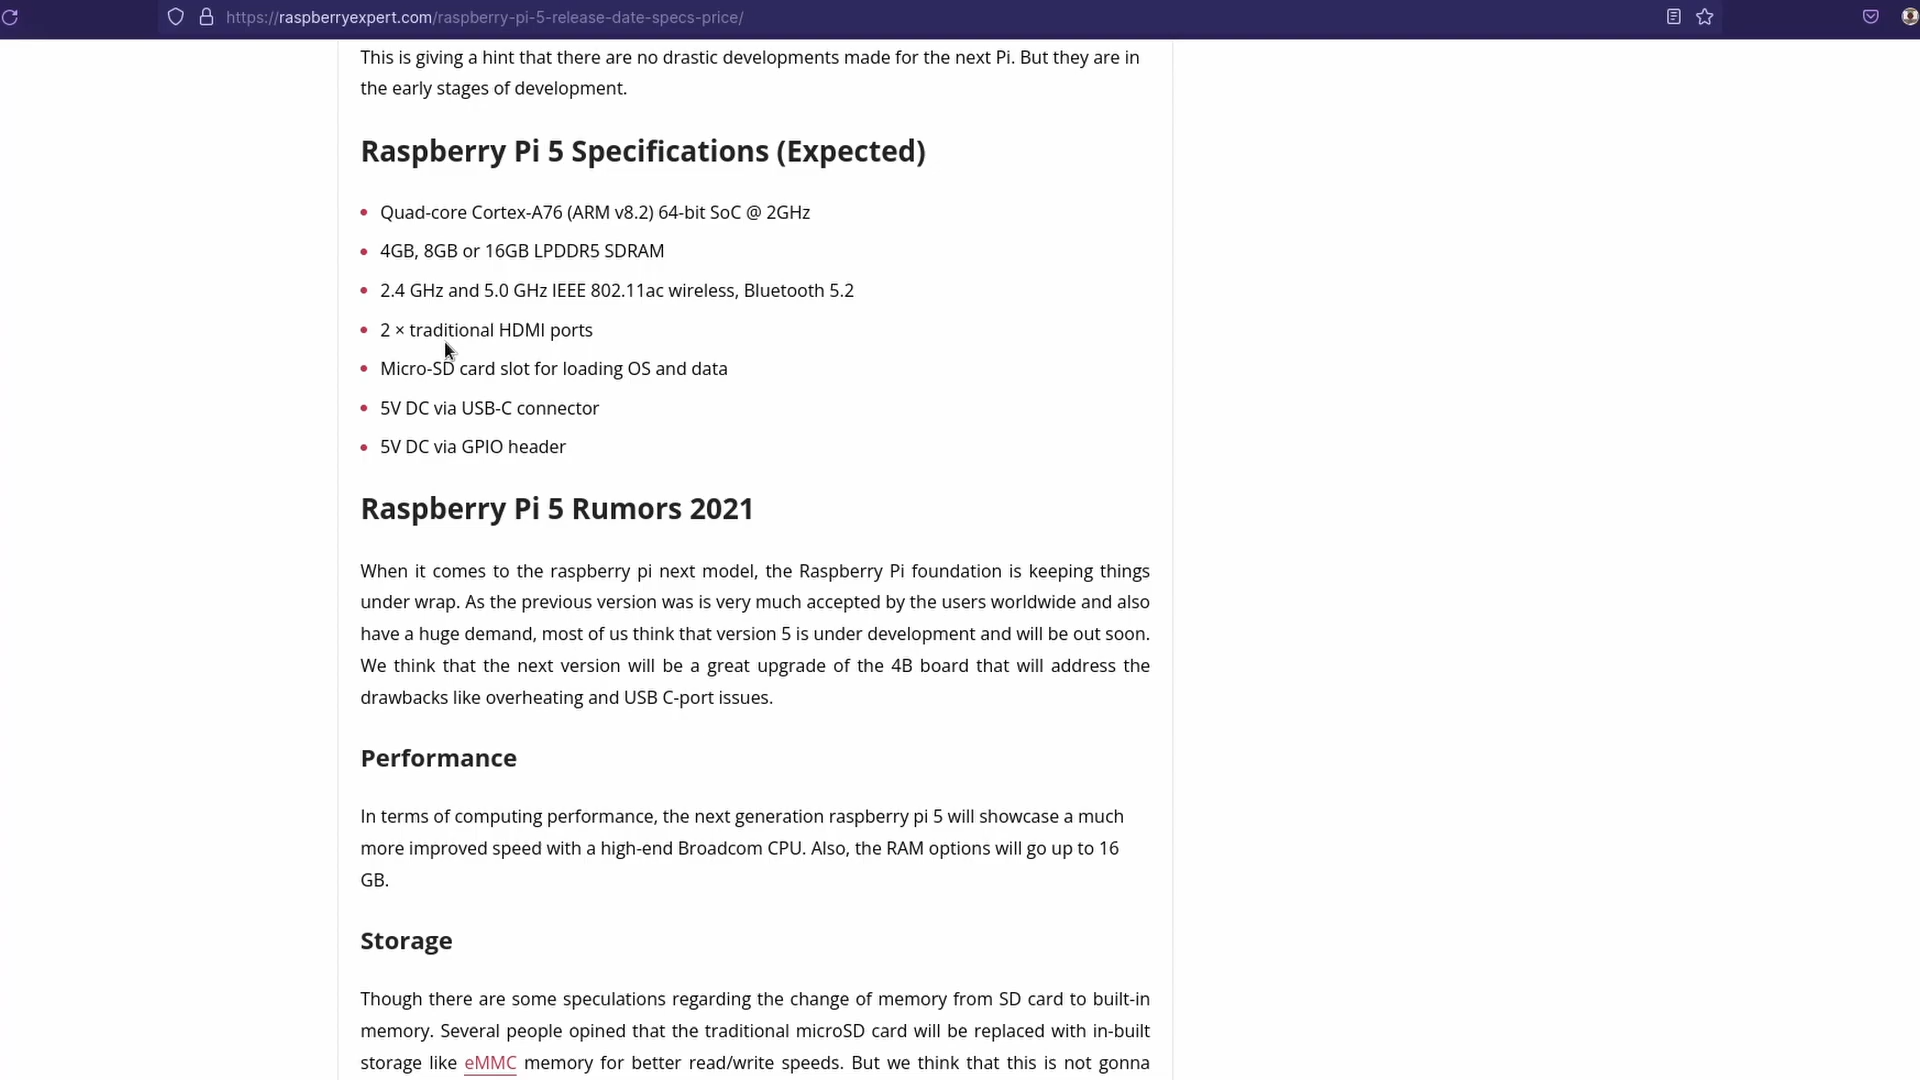 https://raspberryexpert.com/raspberry-pi-5-release-date-specs-price/
This is giving a hint that there are no drastic developments made for the next Pi. But they are in
the early stages of development.
Raspberry Pi 5 Specifications (Expected)
Quad-core Cortex-A76 (ARM v8.2) 64-bit SoC @ 2GHz
4GB, 8GB or 16GB LPDDR5 SDRAM
2.4 GHz and 5.0 GHz IEEE 802.11ac wireless, Bluetooth 5.2
2 × traditional HDMI ports
Micro-SD card slot for loading OS and data
5V DC via USB-C connector
5V DC via GPIO header
Raspberry Pi 5 Rumors 2021
When it comes to the raspberry pi next model, the Raspberry Pi foundation is keeping things
under wrap. As the previous version was is very much accepted by the users worldwide and also
have a huge demand, most of us think that version 5 is under development and will be out soon.
We think that the next version will be a great upgrade of the 4B board that will address the
drawbacks like overheating and USB C-port issues.
Performance
In terms of computing performance, the next generation raspberry pi 5 will showcase a much
more improved speed with a high-end Broadcom CPU. Also, the RAM options will go up to 16
GB.
Storage
Though there are some speculations regarding the change of memory from SD card to built-in
memory. Several people opined that the traditional microSD card will be replaced with in-built
storage like eMMC memory for better read/write speeds. But we think that this is not gonna